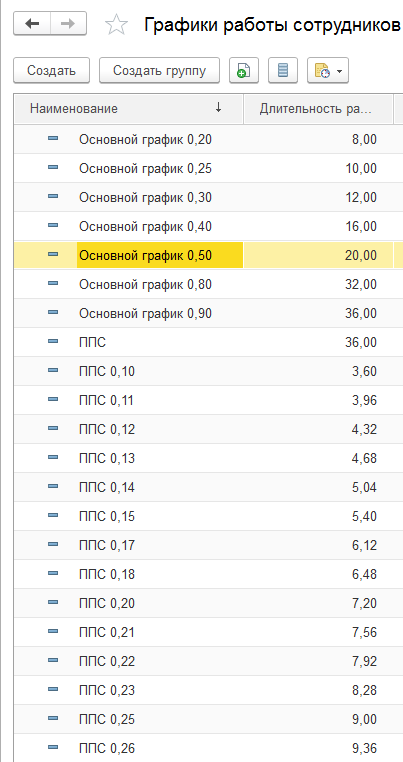 Графики работы сотрудников
Создать Создать группу
Наименование ↓ Длительность ра...
Основной график 0,20 8,00
Основной график 0,25 10,00
Основной график 0,30 12,00
Основной график 0,40 16,00
Основной график 0,50 20,00
Основной график 0,80 32,00
Основной график 0,90 36,00
ППС 36,00
ППС 0,10 3,60
ППС 0,11 3,96
ППС 0,12 4,32
ППС 0,13 4,68
ППС 0,14 5,04
ППС 0,15 5,40
ППС 0,17 6,12
ППС 0,18 6,48
ППС 0,20 7,20
ППС 0,21 7,56
ППС 0,22 7,92
ППС 0,23 8,28
ППС 0,25 9,00
ППС 0,26 9,36